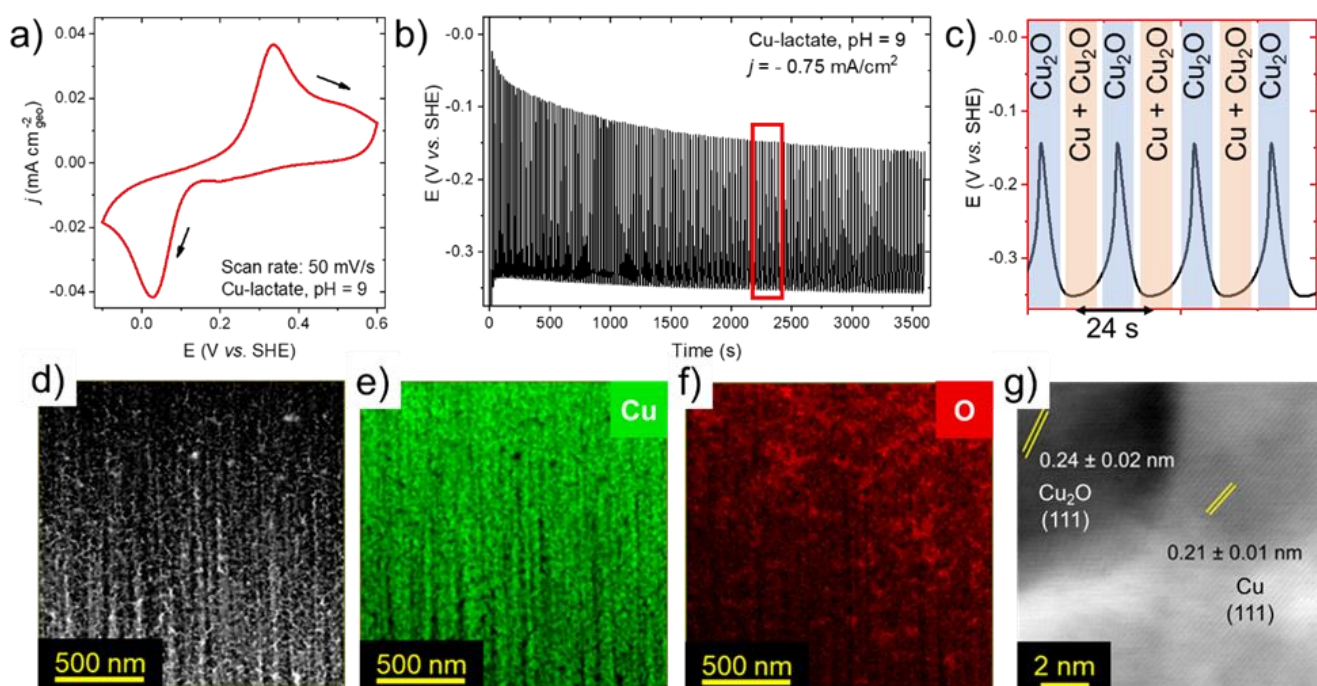 a)
0.04
0.02
0.00
-0.02
-0.04
j (mA cm⁻²geo)
0.0 0.2 0.4 0.6
E (V vs. SHE)
Scan rate: 50 mV/s
Cu-lactate, pH = 9
b)
-0.0
-0.1
-0.2
-0.3
E (V vs. SHE)
Cu-lactate, pH = 9
j = - 0.75 mA/cm²
0 500 1000 1500 2000 2500 3000 3500
Time (s)
c)
-0.0
-0.1
-0.2
-0.3
E (V vs. SHE)
Cu₂O
Cu + Cu₂O
Cu₂O
Cu + Cu₂O
Cu₂O
Cu + Cu₂O
Cu₂O
24 s
d)
500 nm
e)
Cu
500 nm
f)
O
500 nm
g)
0.24 ± 0.02 nm
Cu₂O
(111)
0.21 ± 0.01 nm
Cu
(111)
2 nm